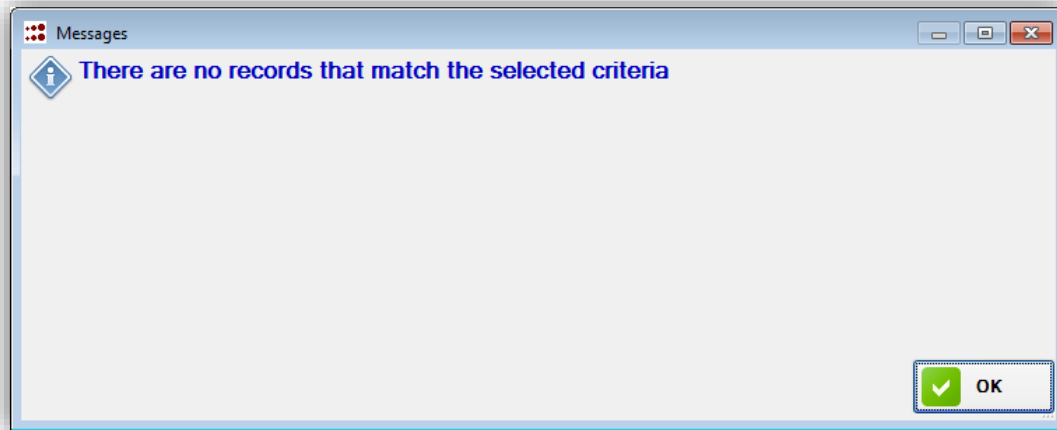 Messages
There are no records that match the selected criteria
OK